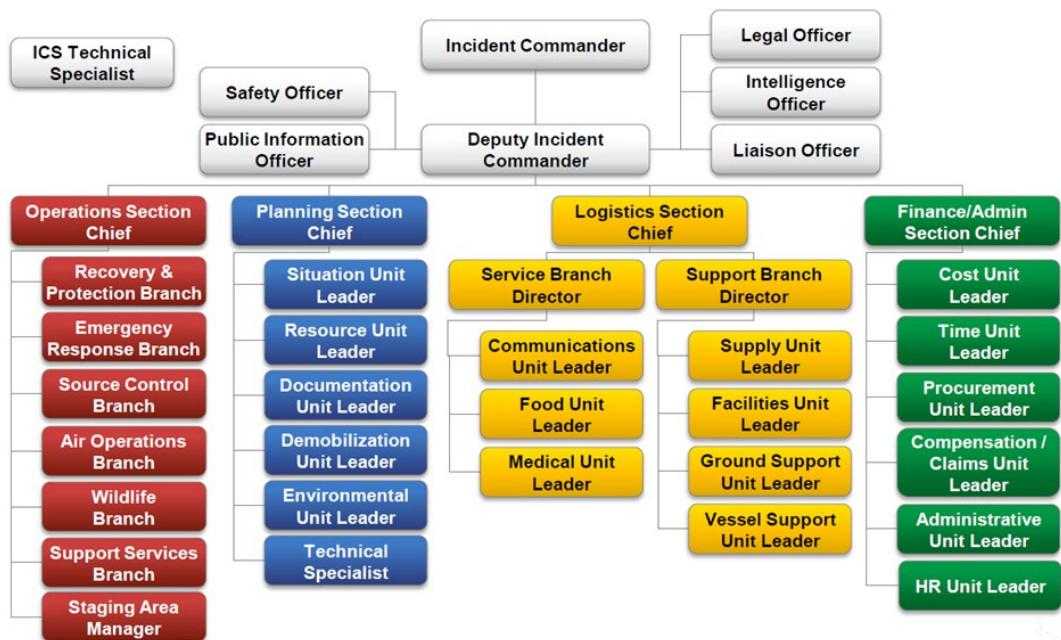 ICS Technical
Specialist
Incident Commander
Legal Officer
Safety Officer
Intelligence
Officer
Public Information
Officer
Deputy Incident
Commander
Liaison Officer
Operations Section
Chief
Recovery &
Protection Branch
Emergency
Response Branch
Source Control
Branch
Air Operations
Branch
Wildlife
Branch
Support Services
Branch
Staging Area
Manager
Planning Section
Chief
Situation Unit
Leader
Resource Unit
Leader
Documentation
Unit Leader
Demobilization
Unit Leader
Environmental
Unit Leader
Technical
Specialist
Logistics Section
Chief
Service Branch
Director
Communications
Unit Leader
Food Unit
Leader
Medical Unit
Leader
Support Branch
Director
Supply Unit
Leader
Facilities Unit
Leader
Ground Support
Unit Leader
Vessel Support
Unit Leader
Finance/Admin
Section Chief
Cost Unit
Leader
Time Unit
Leader
Procurement
Unit Leader
Compensation /
Claims Unit
Leader
Administrative
Unit Leader
HR Unit Leader